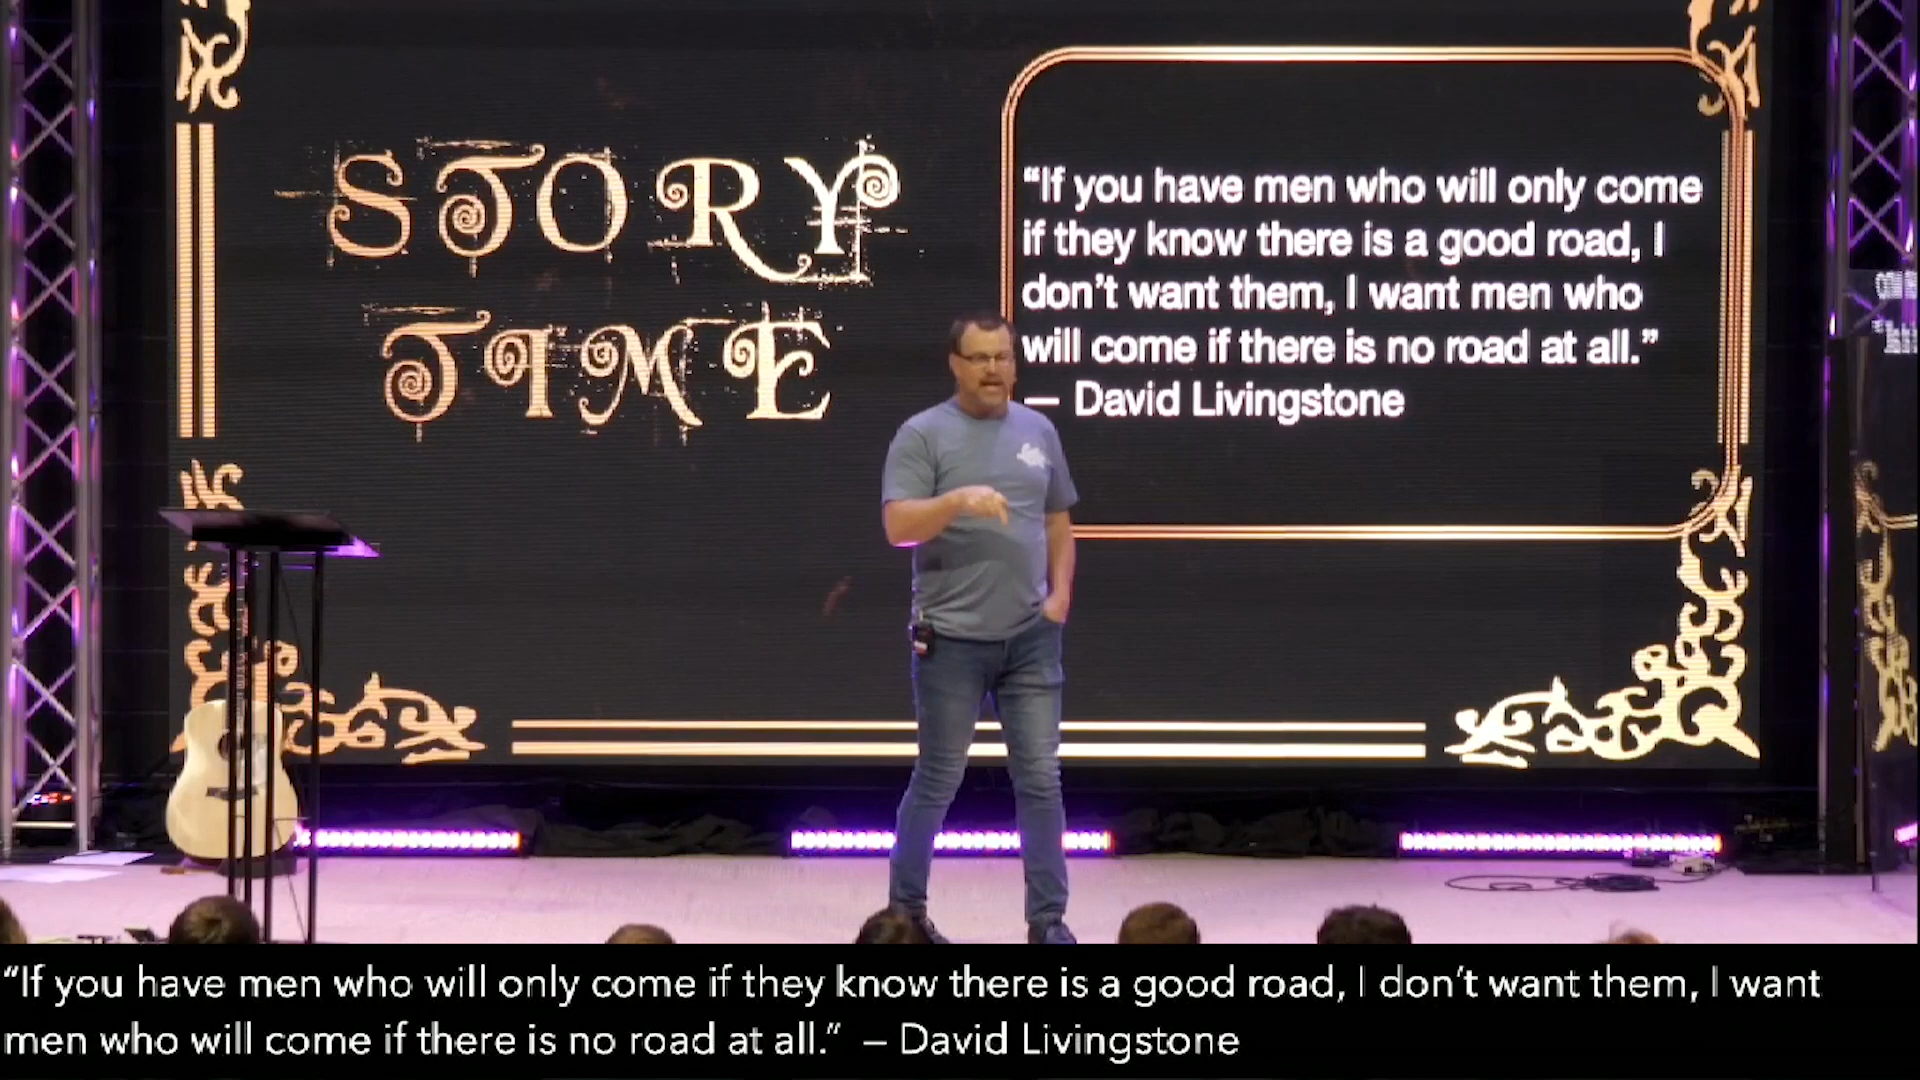 STORY
TIME
“If you have men who will only come
if they know there is a good road, I
don’t want them, I want men who
will come if there is no road at all.”
— David Livingstone
“If you have men who will only come if they know there is a good road, I don’t want them, I want
men who will come if there is no road at all.” – David Livingstone